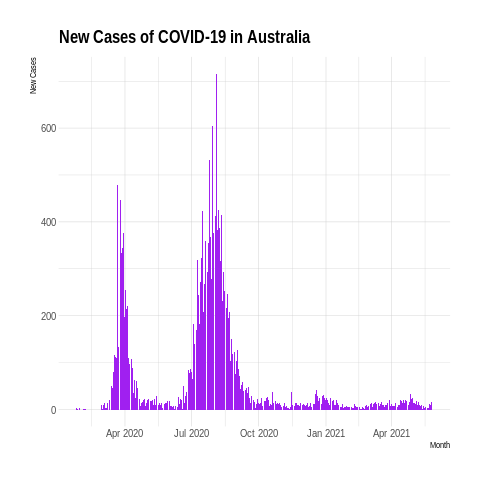 New Cases of COVID-19 in Australia
New Cases
600
400
200
0
Apr 2020 Jul 2020 Oct 2020 Jan 2021 Apr 2021
Month